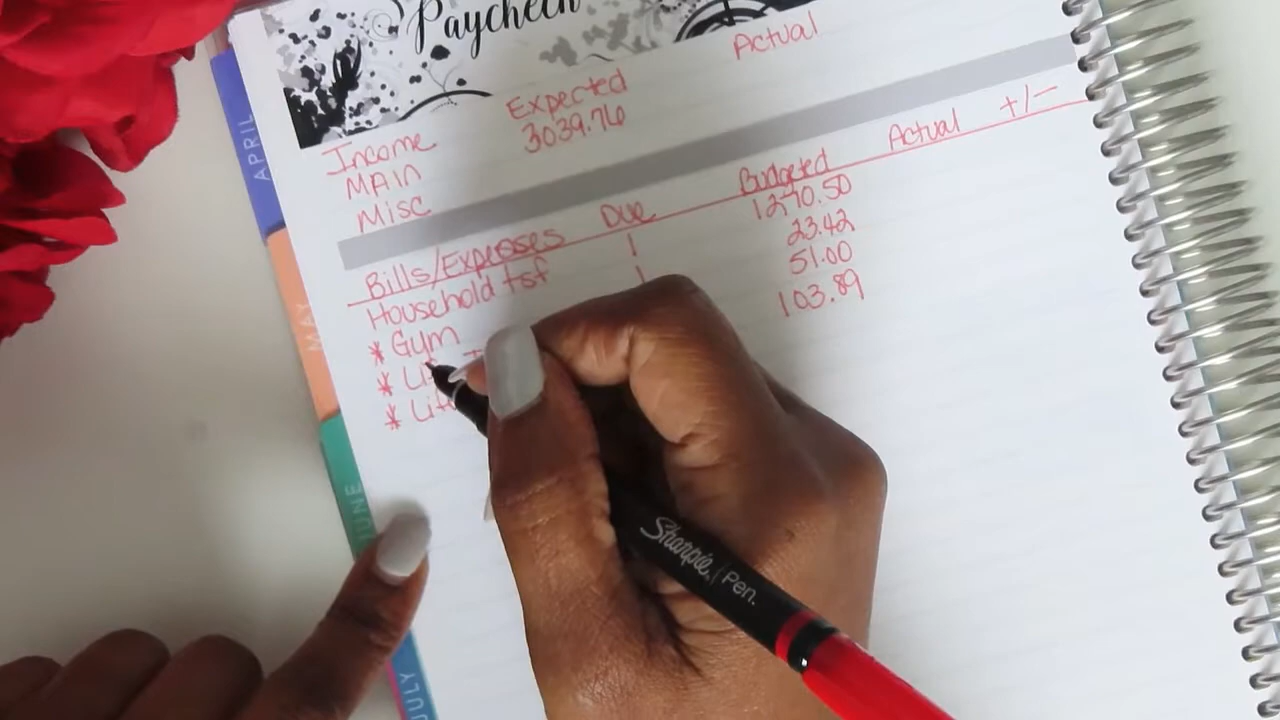 Paycheck
Expected Actual
Income 3039.76
MAIN
Misc
Bills/Expenses Due Budgeted Actual +/-
Household tsf 1 1270.50
* Gym 1 23.42
* 51.00
* 103.89
APRIL
MAY
JUNE
JULY
Sharpie. Pen.